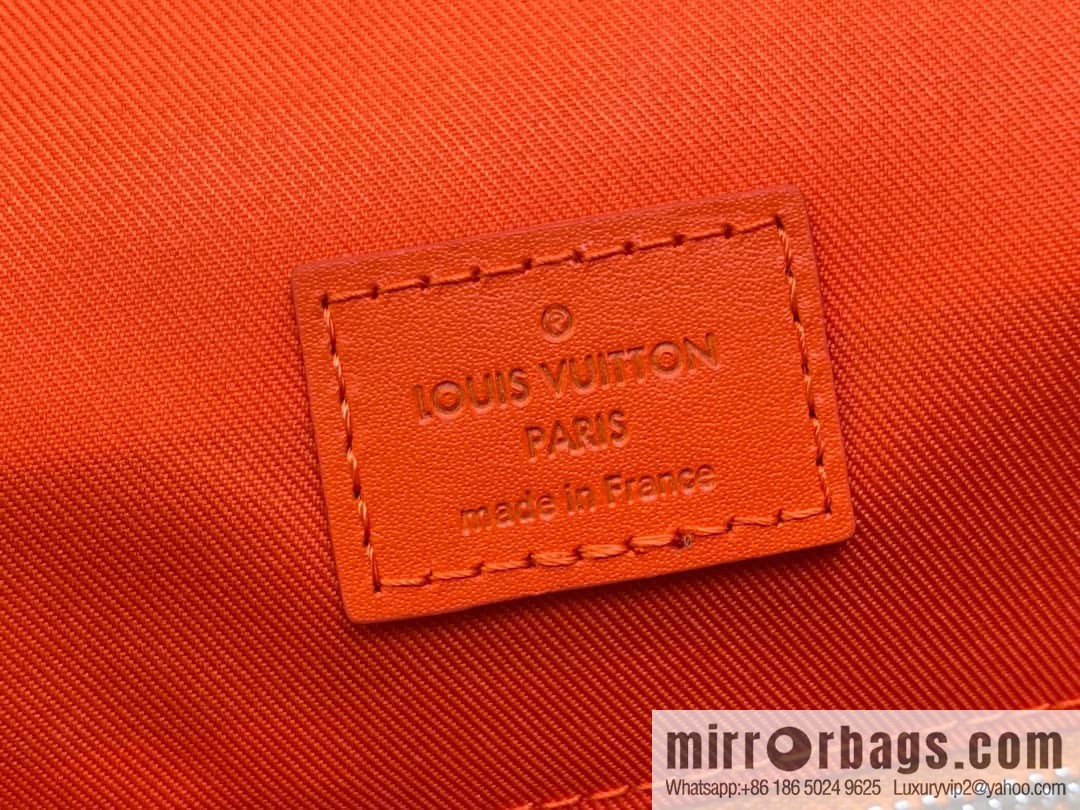 ®
LOUIS VUITTON
PARIS
made in France
mirrorbags.com
Whatsapp:+86 186 5024 9625 Luxuryvip2@yahoo.com